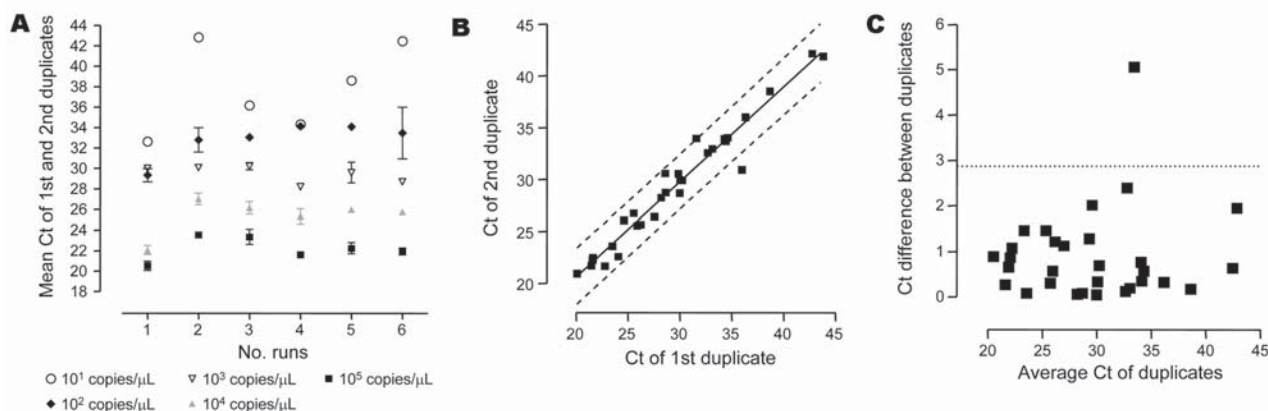 A
Mean Ct of 1st and 2nd duplicates
44
42
40
38
36
34
32
30
28
26
24
22
20
18
1 2 3 4 5 6
No. runs
○ 10¹ copies/µL ▽ 10³ copies/µL ■ 10⁵ copies/µL
◆ 10² copies/µL ▲ 10⁴ copies/µL
B
Ct of 2nd duplicate
45
40
35
30
25
20
20 25 30 35 40 45
Ct of 1st duplicate
C
Ct difference between duplicates
6
5
4
3
2
1
0
20 25 30 35 40 45
Average Ct of duplicates